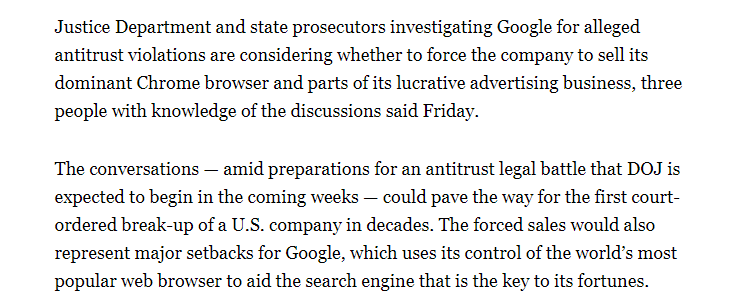 Justice Department and state prosecutors investigating Google for alleged
antitrust violations are considering whether to force the company to sell its
dominant Chrome browser and parts of its lucrative advertising business, three
people with knowledge of the discussions said Friday.
The conversations — amid preparations for an antitrust legal battle that DOJ is
expected to begin in the coming weeks — could pave the way for the first court-
ordered break-up of a U.S. company in decades. The forced sales would also
represent major setbacks for Google, which uses its control of the world’s most
popular web browser to aid the search engine that is the key to its fortunes.